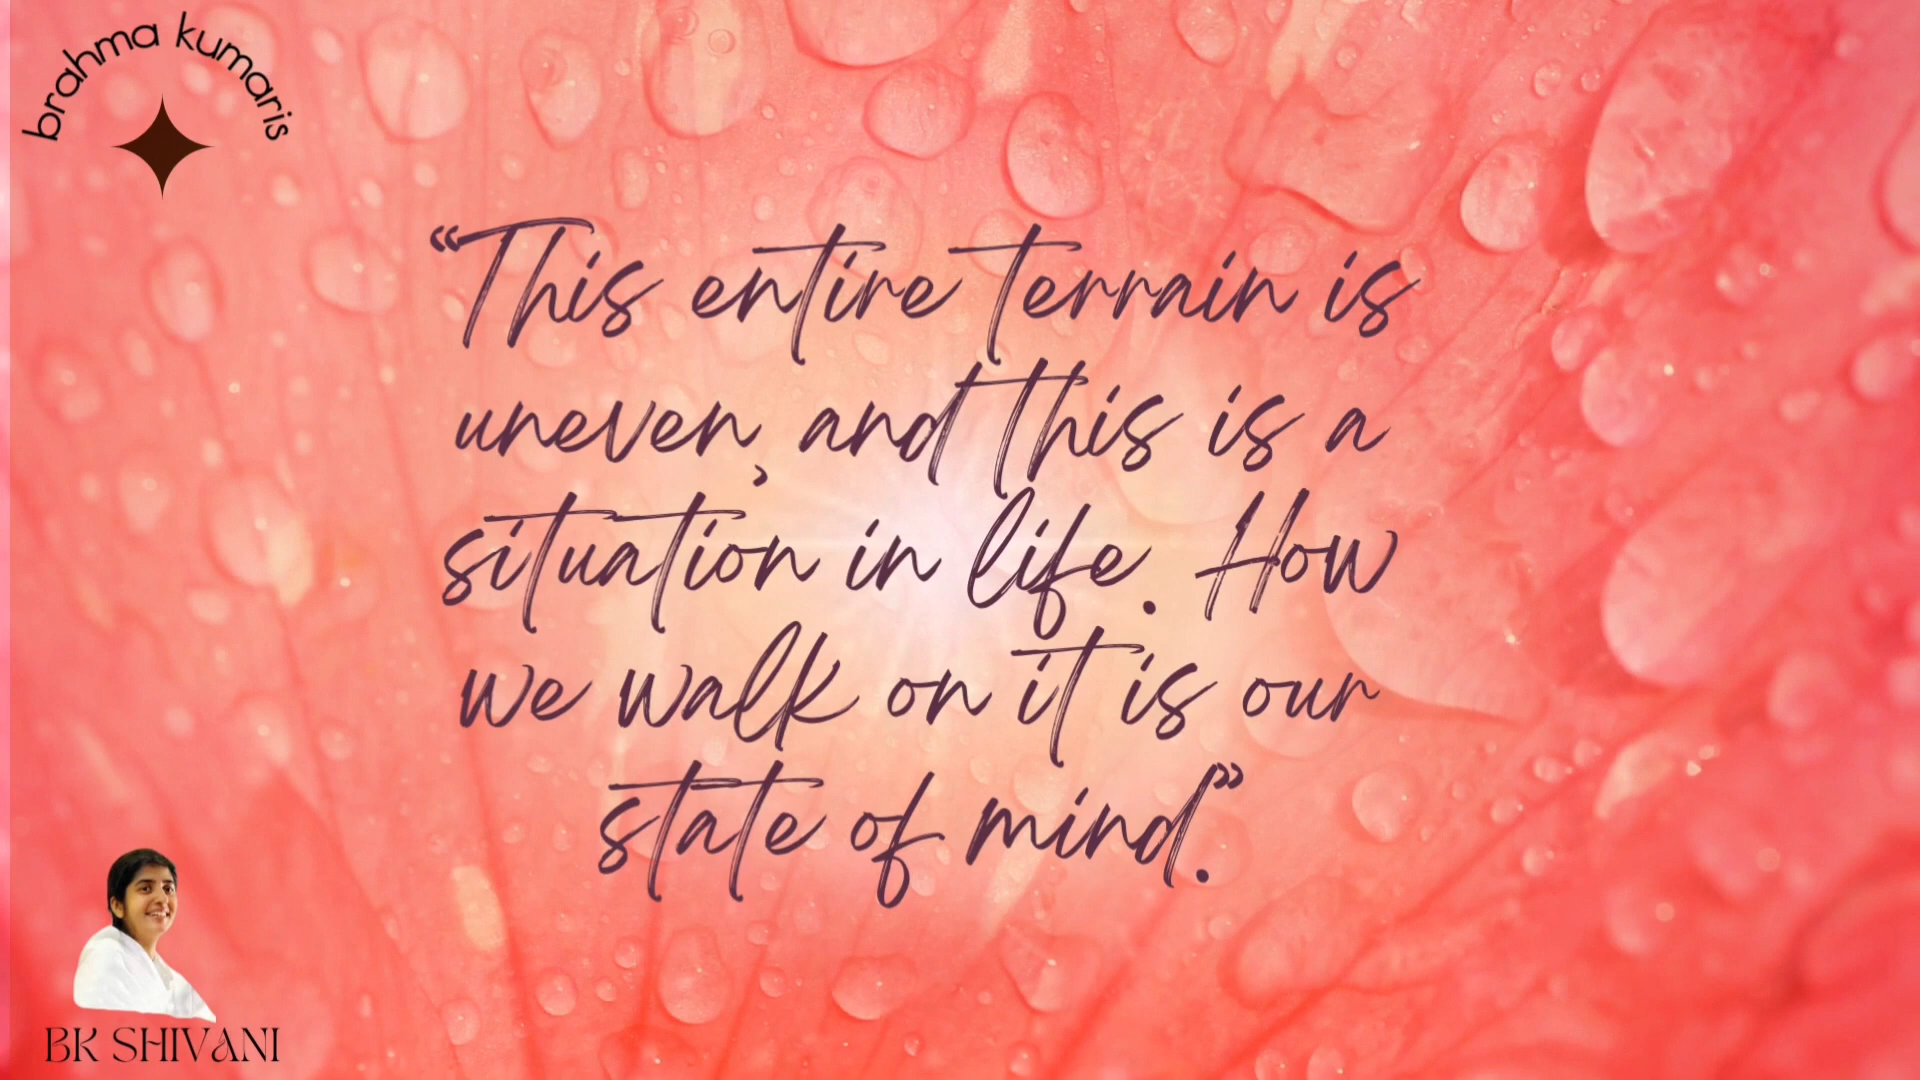 brahma kumaris
“This entire terrain is
uneven, and this is a
situation in life. How
we walk on it is our
state of mind.”
BK SHIVANI